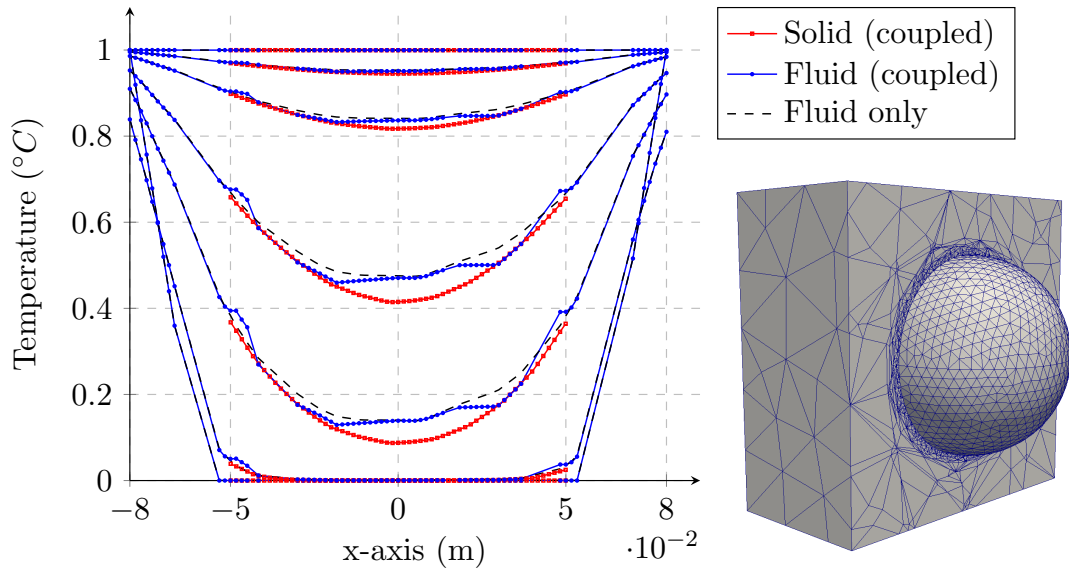 Solid (coupled)
Fluid (coupled)
Fluid only
Temperature (°C)
1
0.8
0.6
0.4
0.2
0
−8
−5
0
5
8
·10−2
x-axis (m)